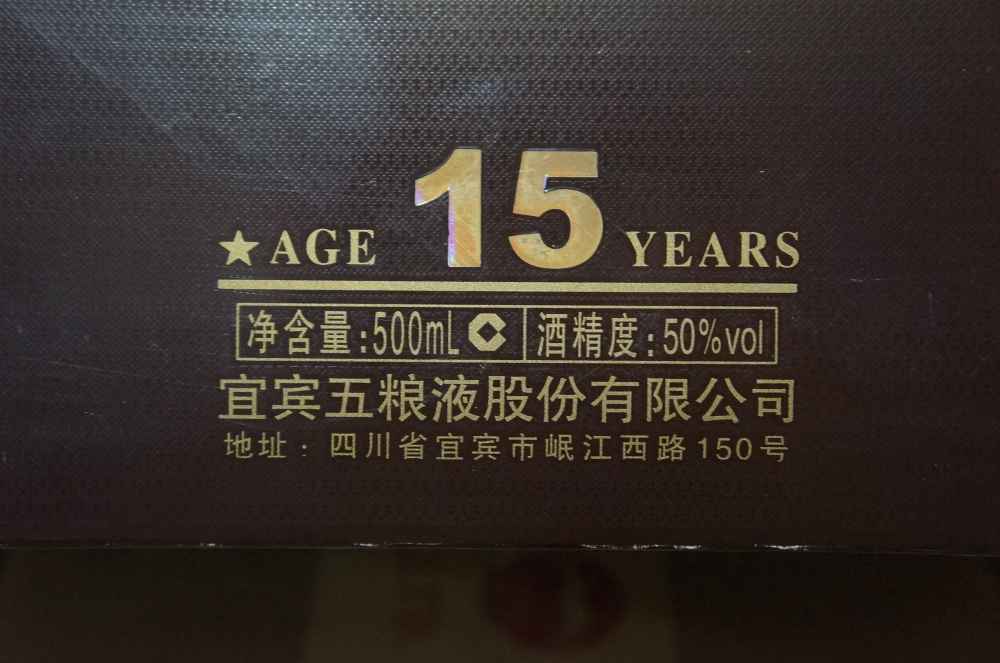 ★AGE 15 YEARS
净含量:500mL 酒精度:50%vol
宜宾五粮液股份有限公司
地址:四川省宜宾市岷江西路150号